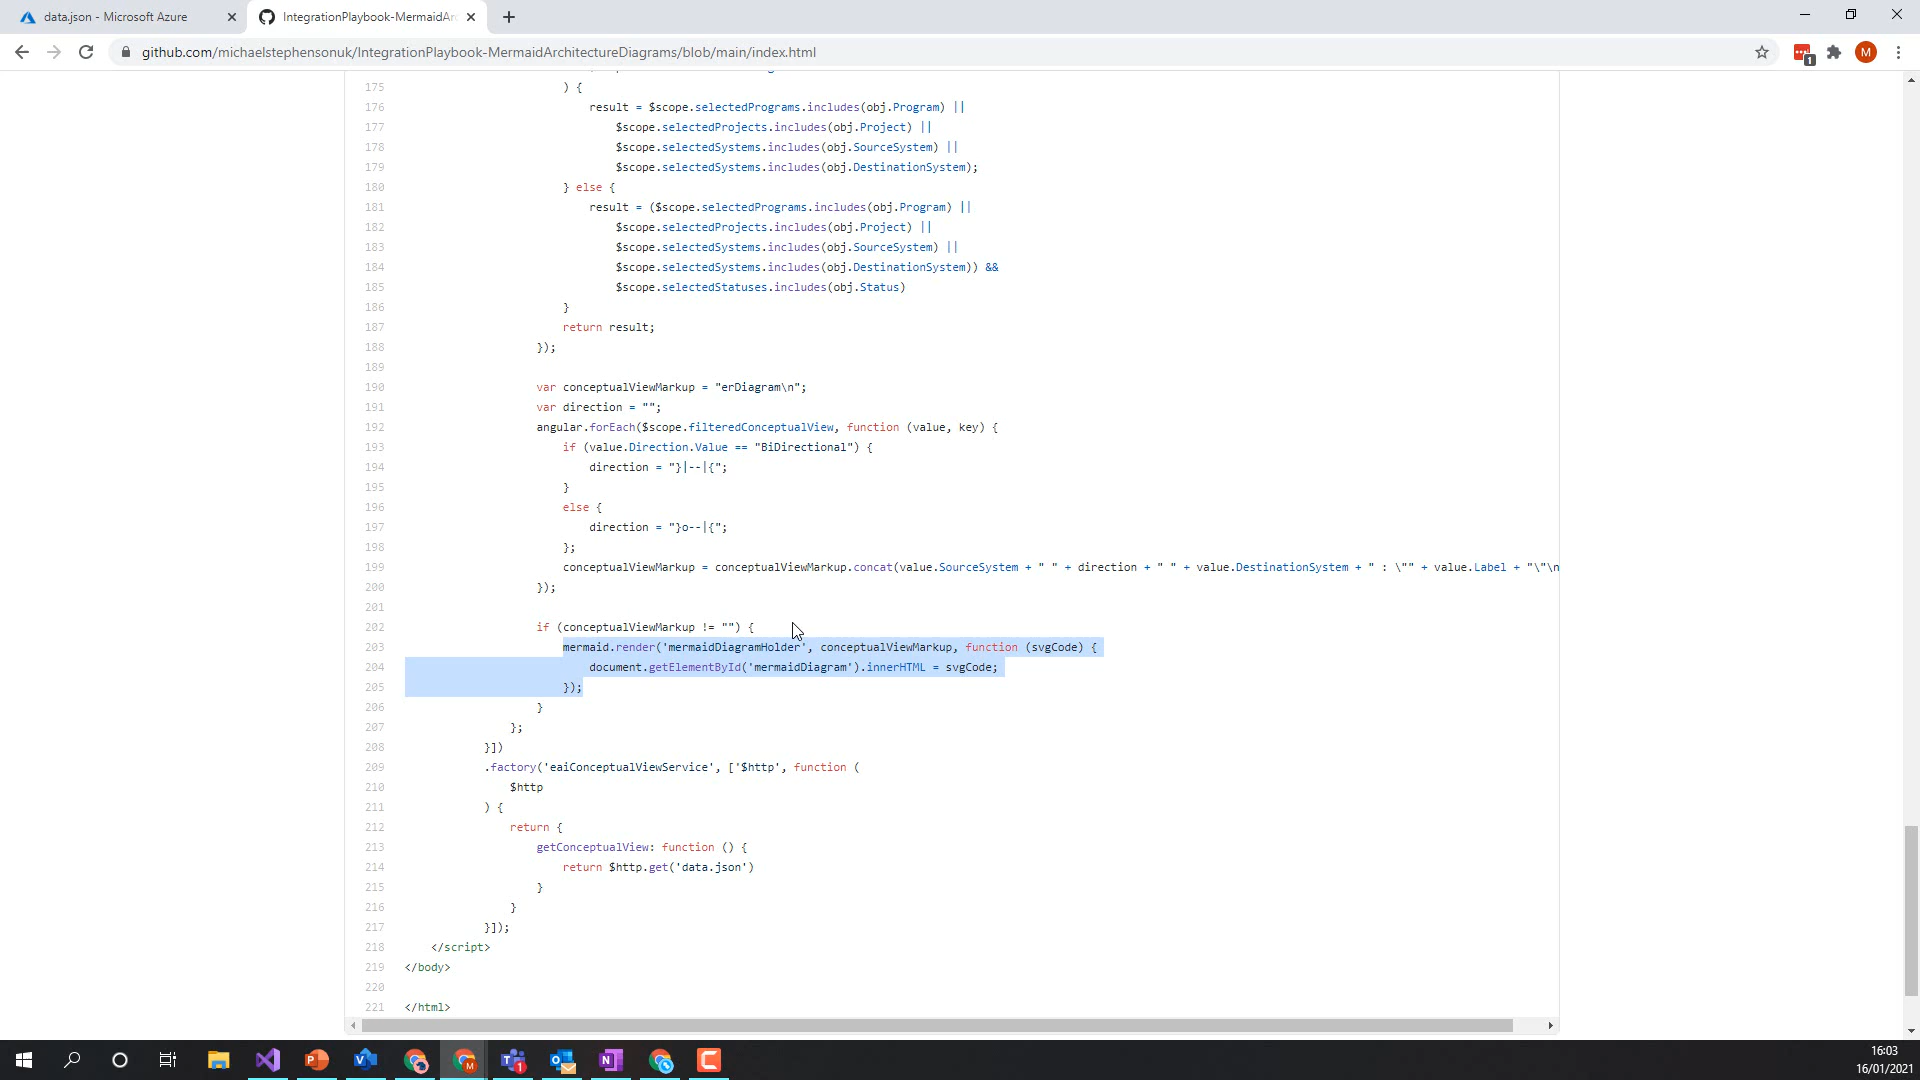 data.json - Microsoft Azure
IntegrationPlaybook-MermaidArc
github.com/michaelstephensonuk/IntegrationPlaybook-MermaidArchitectureDiagrams/blob/main/index.html
1
M
175 ) {
176 result = $scope.selectedPrograms.includes(obj.Program) ||
177 $scope.selectedProjects.includes(obj.Project) ||
178 $scope.selectedSystems.includes(obj.SourceSystem) ||
179 $scope.selectedSystems.includes(obj.DestinationSystem);
180 } else {
181 result = ($scope.selectedPrograms.includes(obj.Program) ||
182 $scope.selectedProjects.includes(obj.Project) ||
183 $scope.selectedSystems.includes(obj.SourceSystem) ||
184 $scope.selectedSystems.includes(obj.DestinationSystem)) &&
185 $scope.selectedStatuses.includes(obj.Status)
186 }
187 return result;
188 });
189
190 var conceptualViewMarkup = "erDiagram\n";
191 var direction = "";
192 angular.forEach($scope.filteredConceptualView, function (value, key) {
193 if (value.Direction.Value == "BiDirectional") {
194 direction = "}|--|{";
195 }
196 else {
197 direction = "}o--|{";
198 };
199 conceptualViewMarkup = conceptualViewMarkup.concat(value.SourceSystem + " " + direction + " " + value.DestinationSystem + " : \"" + value.Label + "\"\n
200 });
201
202 if (conceptualViewMarkup != "") {
203 mermaid.render('mermaidDiagramHolder', conceptualViewMarkup, function (svgCode) {
204 document.getElementById('mermaidDiagram').innerHTML = svgCode;
205 });
206 }
207 };
208 }])
209 .factory('eaiConceptualViewService', ['$http', function (
210 $http
211 ) {
212 return {
213 getConceptualView: function () {
214 return $http.get('data.json')
215 }
216 }
217 }]);
218 </script>
219 </body>
220
221 </html>
16:03
16/01/2021